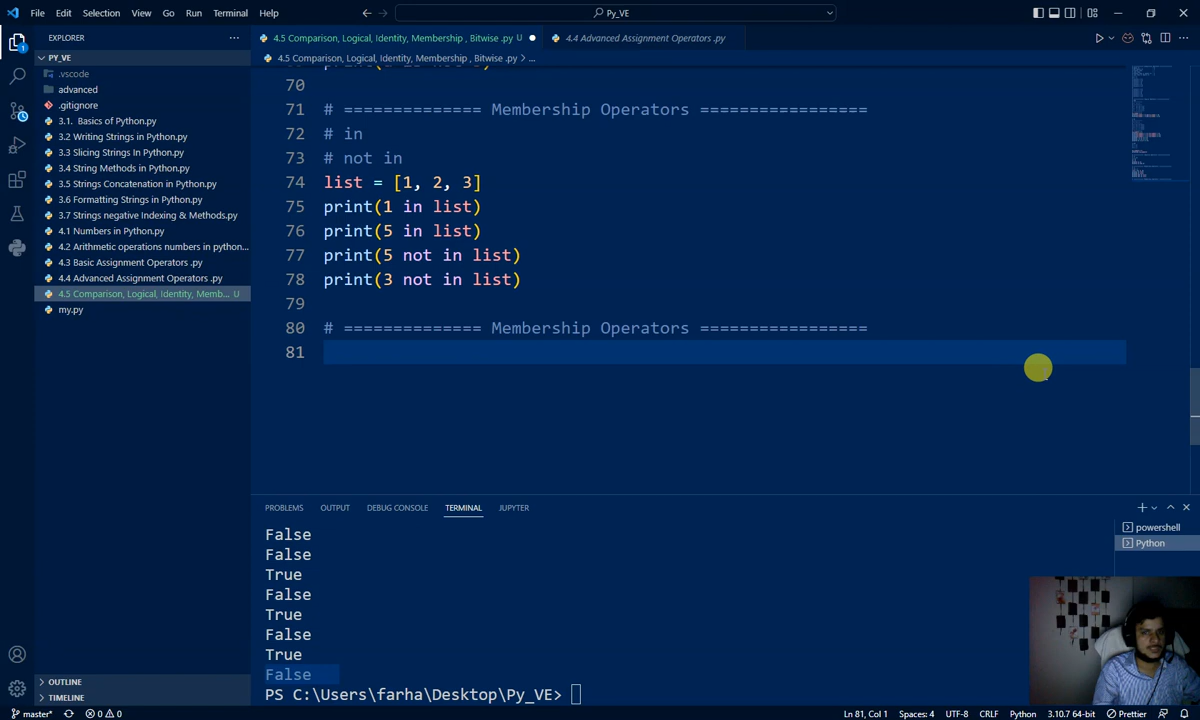 File Edit Selection View Go Run Terminal Help
Py_VE
EXPLORER
4.5 Comparison, Logical, Identity, Membership , Bitwise .py U
4.4 Advanced Assignment Operators .py
PY_VE
4.5 Comparison, Logical, Identity, Membership , Bitwise .py > ...
.vscode
advanced
.gitignore
3.1. Basics of Python.py
3.2 Writing Strings in Python.py
3.3 Slicing Strings In Python.py
3.4 String Methods in Python.py
3.5 Strings Concatenation in Python.py
3.6 Formatting Strings in Python.py
3.7 Strings negative Indexing & Methods.py
4.1 Numbers in Python.py
4.2 Arithmetic operations numbers in python...
4.3 Basic Assignment Operators .py
4.4 Advanced Assignment Operators .py
4.5 Comparison, Logical, Identity, Memb... U
my.py
70
71 # ============== Membership Operators =================
72 # in
73 # not in
74 list = [1, 2, 3]
75 print(1 in list)
76 print(5 in list)
77 print(5 not in list)
78 print(3 not in list)
79
80 # ============== Membership Operators =================
81
PROBLEMS OUTPUT DEBUG CONSOLE TERMINAL JUPYTER
powershell
Python
False
False
True
False
True
False
True
False
PS C:\Users\farha\Desktop\Py_VE>
OUTLINE
TIMELINE
master* 0 0 Ln 81, Col 1 Spaces: 4 UTF-8 CRLF Python 3.10.7 64-bit Prettier